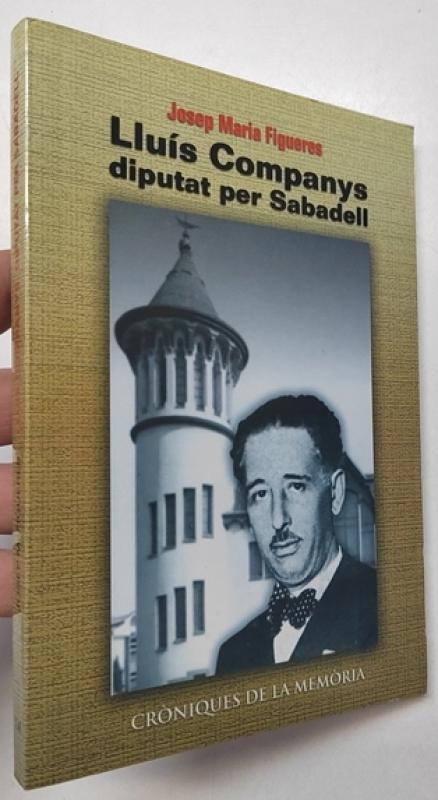 Josep Maria Figueres
Lluís Companys
diputat per Sabadell
CRÒNIQUES DE LA MEMÒRIA